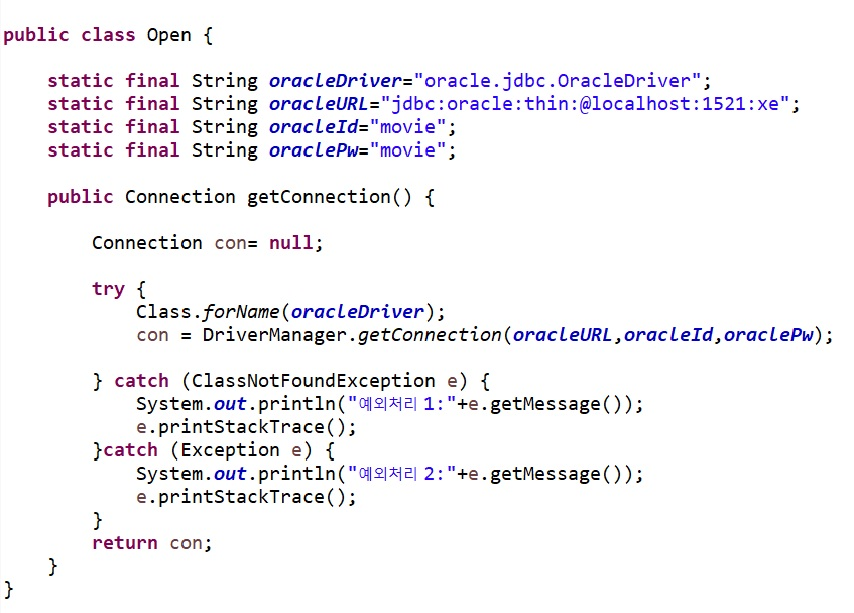 public class Open {
static final String oracleDriver="oracle.jdbc.OracleDriver";
static final String oracleURL="jdbc:oracle:thin:@localhost:1521:xe";
static final String oracleId="movie";
static final String oraclePw="movie";
public Connection getConnection() {
Connection con= null;
try {
Class.forName(oracleDriver);
con = DriverManager.getConnection(oracleURL,oracleId,oraclePw);
} catch (ClassNotFoundException e) {
System.out.println("예외처리 1:"+e.getMessage());
e.printStackTrace();
}catch (Exception e) {
System.out.println("예외처리 2:"+e.getMessage());
e.printStackTrace();
}
return con;
}
}